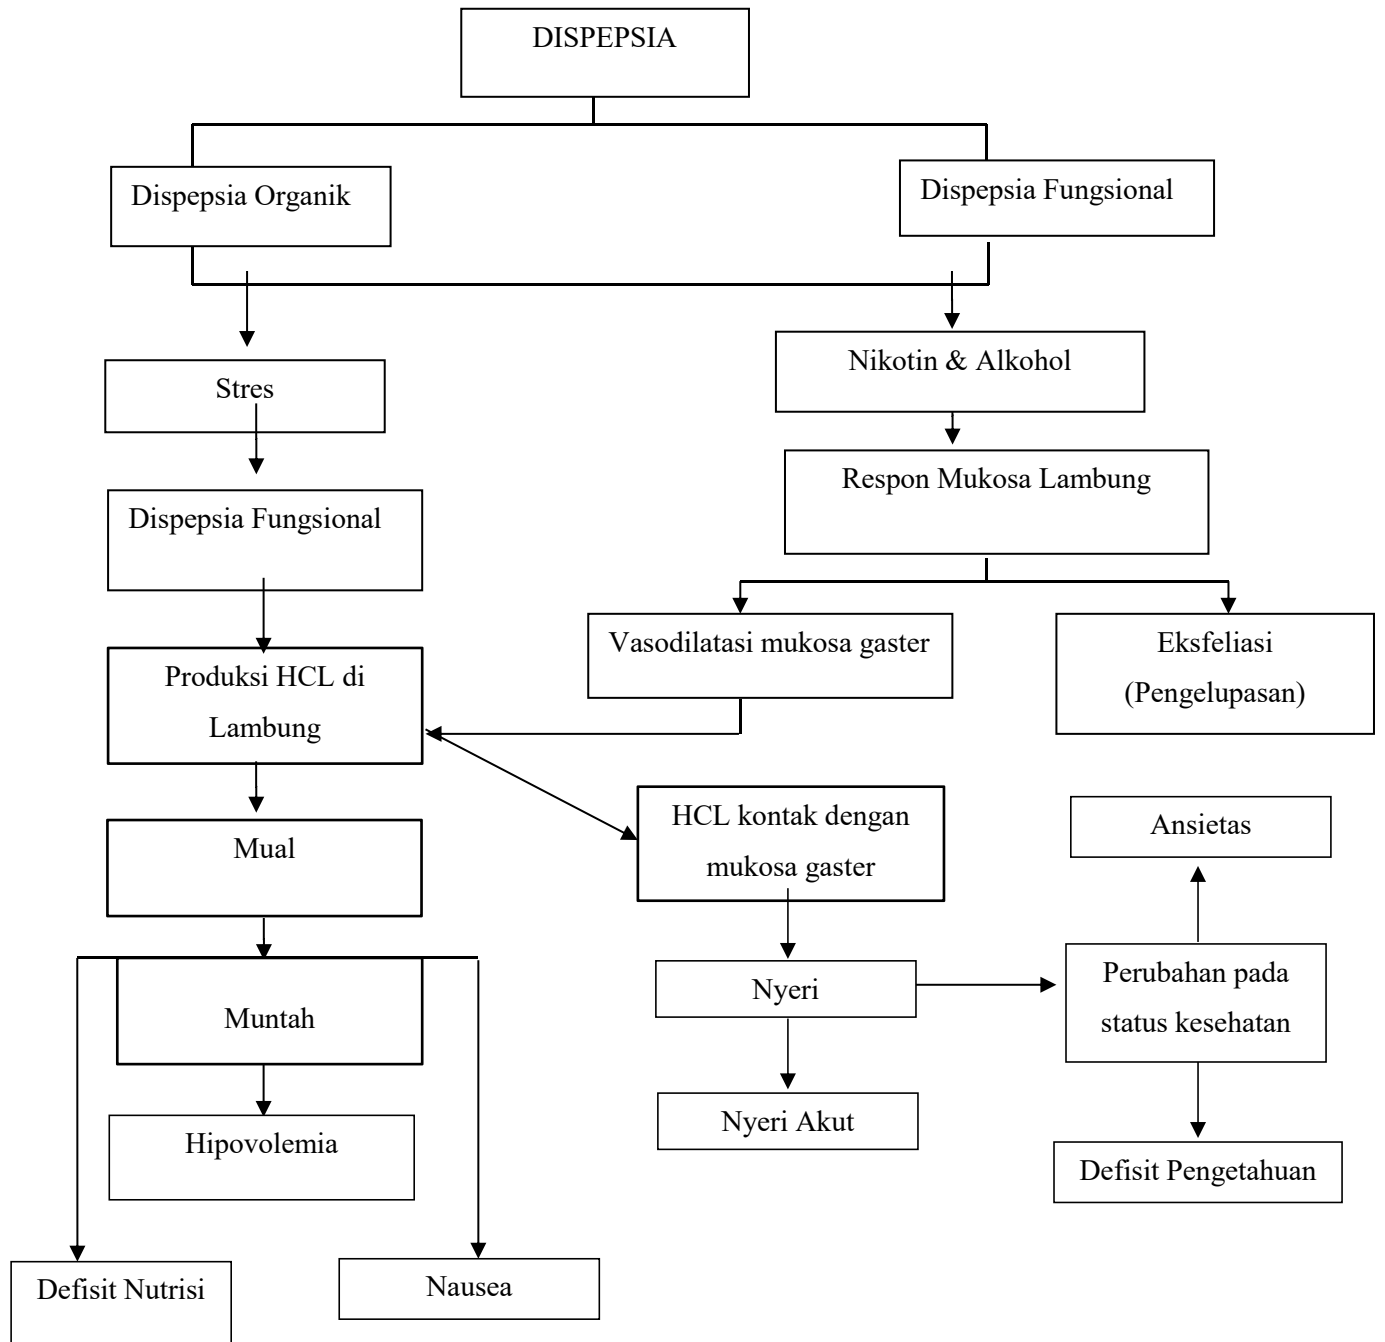 DISPEPSIA
Dispepsia Organik
Dispepsia Fungsional
Stres
Nikotin & Alkohol
Respon Mukosa Lambung
Dispepsia Fungsional
Vasodilatasi mukosa gaster
Eksfeliasi
(Pengelupasan)
Produksi HCL di
Lambung
HCL kontak dengan
mukosa gaster
Ansietas
Mual
Nyeri
Perubahan pada
status kesehatan
Muntah
Nyeri Akut
Hipovolemia
Defisit Pengetahuan
Defisit Nutrisi
Nausea